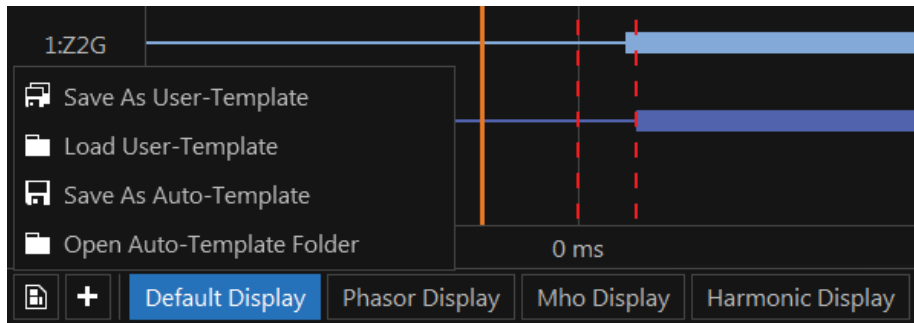 1:Z2G
Save As User-Template
Load User-Template
Save As Auto-Template
Open Auto-Template Folder
0 ms
Default Display
Phasor Display
Mho Display
Harmonic Display